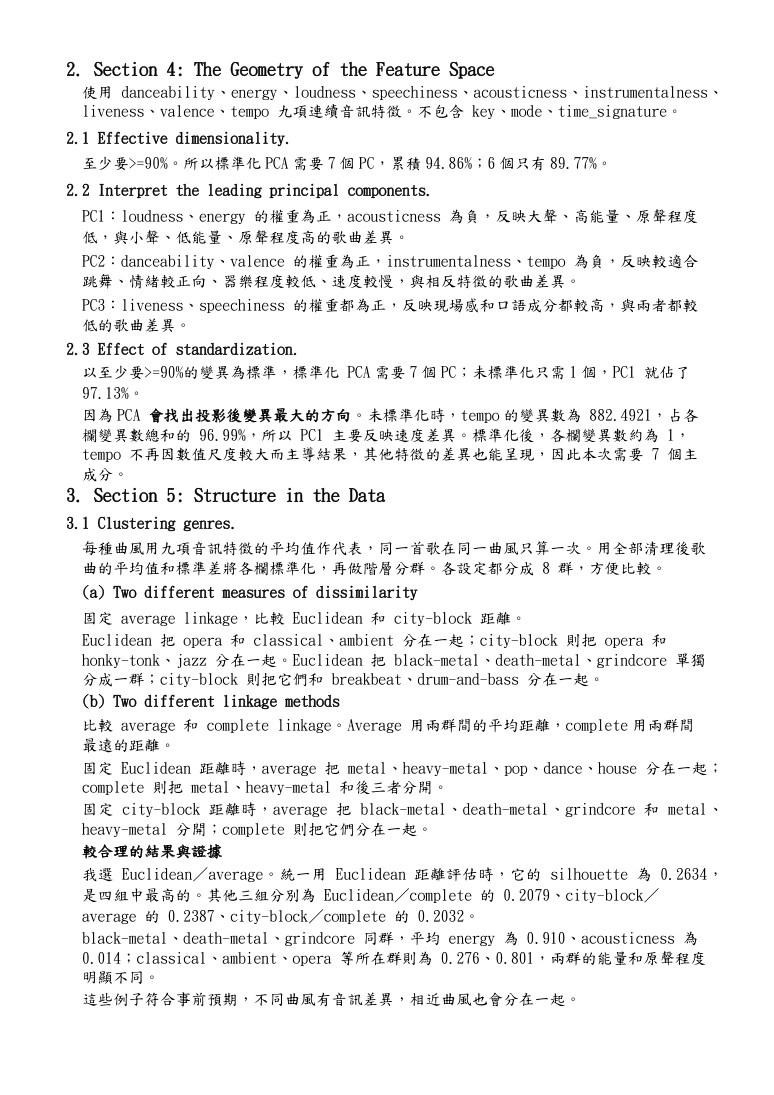 2. Section 4: The Geometry of the Feature Space
使用 danceability、energy、loudness、speechiness、acousticness、instrumentalness、
liveness、valence、tempo 九項連續音訊特徵。不包含 key、mode、time_signature。
2.1 Effective dimensionality.
至少要>=90%。所以標準化 PCA 需要 7 個 PC，累積 94.86%；6 個只有 89.77%。
2.2 Interpret the leading principal components.
PC1：loudness、energy 的權重為正，acousticness 為負，反映大聲、高能量、原聲程度
低，與小聲、低能量、原聲程度高的歌曲差異。
PC2：danceability、valence 的權重為正，instrumentalness、tempo 為負，反映較適合
跳舞、情緒較正向、器樂程度較低、速度較慢，與相反特徵的歌曲差異。
PC3：liveness、speechiness 的權重都為正，反映現場感和口語成分都較高，與兩者都較
低的歌曲差異。
2.3 Effect of standardization.
以至少要>=90%的變異為標準，標準化 PCA 需要 7 個 PC；未標準化只需 1 個，PC1 就佔了
97.13%。
因為 PCA 會找出投影後變異最大的方向。未標準化時，tempo 的變異數為 882.4921，占各
欄變異數總和的 96.99%，所以 PC1 主要反映速度差異。標準化後，各欄變異數約為 1，
tempo 不再因數值尺度較大而主導結果，其他特徵的差異也能呈現，因此本次需要 7 個主
成分。
3. Section 5: Structure in the Data
3.1 Clustering genres.
每種曲風用九項音訊特徵的平均值作代表，同一首歌在同一曲風只算一次。用全部清理後歌
曲的平均值和標準差將各欄標準化，再做階層分群。各設定都分成 8 群，方便比較。
(a) Two different measures of dissimilarity
固定 average linkage，比較 Euclidean 和 city-block 距離。
Euclidean 把 opera 和 classical、ambient 分在一起；city-block 則把 opera 和
honky-tonk、jazz 分在一起。Euclidean 把 black-metal、death-metal、grindcore 單獨
分成一群；city-block 則把它們和 breakbeat、drum-and-bass 分在一起。
(b) Two different linkage methods
比較 average 和 complete linkage。Average 用兩群間的平均距離，complete 用兩群間
最遠的距離。
固定 Euclidean 距離時，average 把 metal、heavy-metal、pop、dance、house 分在一起；
complete 則把 metal、heavy-metal 和後三者分開。
固定 city-block 距離時，average 把 black-metal、death-metal、grindcore 和 metal、
heavy-metal 分開；complete 則把它們分在一起。
較合理的結果與證據
我選 Euclidean／average。統一用 Euclidean 距離評估時，它的 silhouette 為 0.2634，
是四組中最高的。其他三組分別為 Euclidean／complete 的 0.2079、city-block／
average 的 0.2387、city-block／complete 的 0.2032。
black-metal、death-metal、grindcore 同群，平均 energy 為 0.910、acousticness 為
0.014；classical、ambient、opera 等所在群則為 0.276、0.801，兩群的能量和原聲程度
明顯不同。
這些例子符合事前預期，不同曲風有音訊差異，相近曲風也會分在一起。